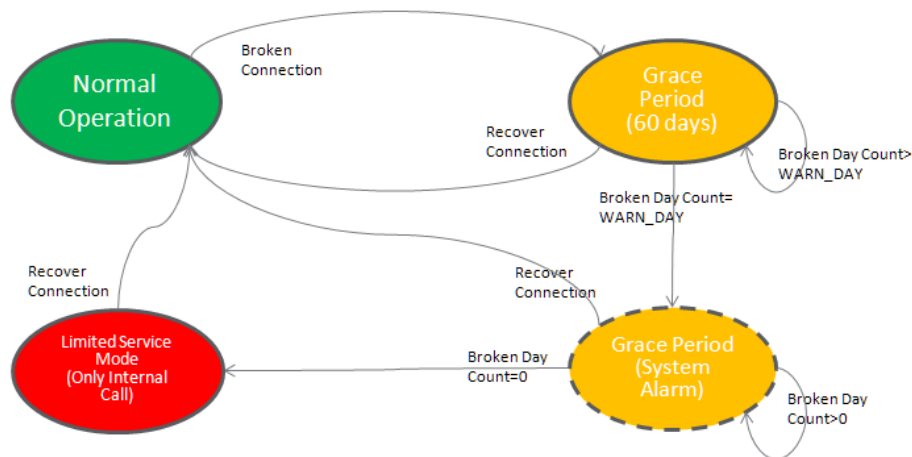 Normal
Operation
Broken
Connection
Grace
Period
(60 days)
Recover
Connection
Broken Day Count>
WARN_DAY
Broken Day Count=
WARN_DAY
Recover
Connection
Recover
Connection
Limited Service
Mode
(Only Internal
Call)
Broken Day
Count=0
Grace Period
(System
Alarm)
Broken Day
Count>0